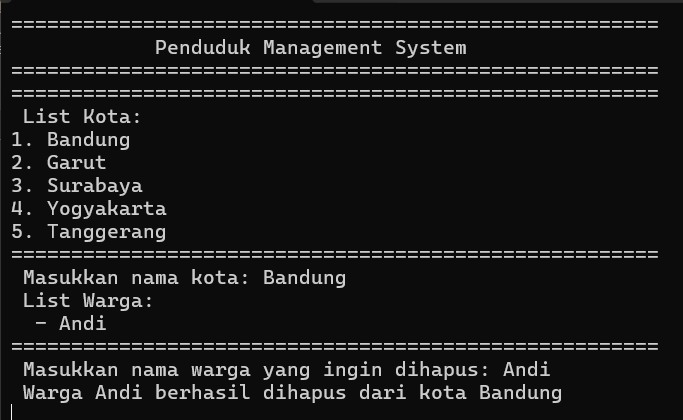 ======================================================
Penduduk Management System
======================================================
======================================================
List Kota:
1. Bandung
2. Garut
3. Surabaya
4. Yogyakarta
5. Tanggerang
======================================================
Masukkan nama kota: Bandung
List Warga:
- Andi
======================================================
Masukkan nama warga yang ingin dihapus: Andi
Warga Andi berhasil dihapus dari kota Bandung